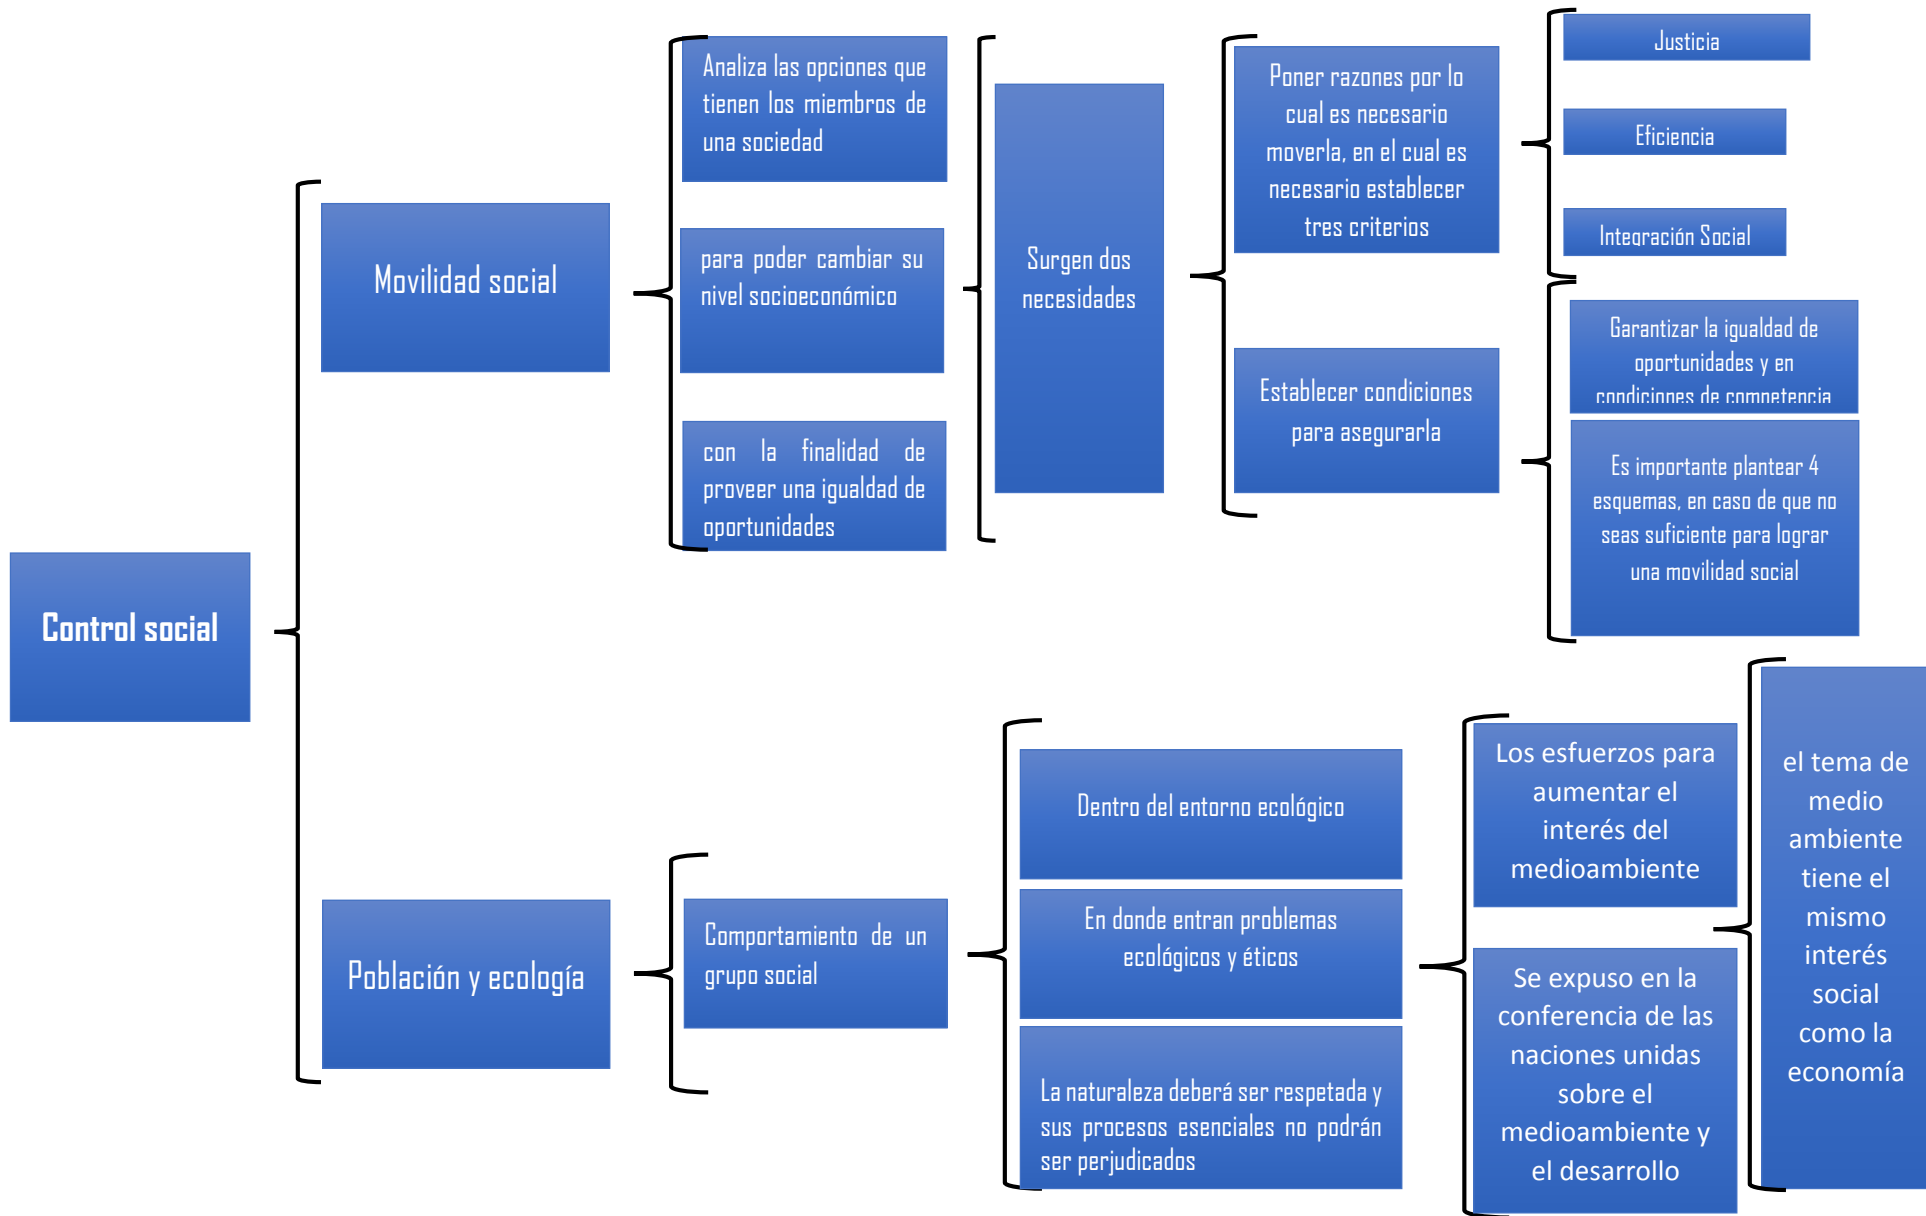 Control social
Movilidad social
Analiza las opciones que
tienen los miembros de
una sociedad
para poder cambiar su
nivel socioeconómico
con la finalidad de
proveer una igualdad de
oportunidades
Surgen dos
necesidades
Poner razones por lo
cual es necesario
moverla, en el cual es
necesario establecer
tres criterios
Justicia
Eficiencia
Integración Social
Establecer condiciones
para asegurarla
Garantizar la igualdad de
oportunidades y en
condiciones de competencia
Es importante plantear 4
esquemas, en caso de que no
seas suficiente para lograr
una movilidad social
Población y ecología
Comportamiento de un
grupo social
Dentro del entorno ecológico
En donde entran problemas
ecológicos y éticos
La naturaleza deberá ser respetada y
sus procesos esenciales no podrán
ser perjudicados
Los esfuerzos para
aumentar el
interés del
medioambiente
Se expuso en la
conferencia de las
naciones unidas
sobre el
medioambiente y
el desarrollo
el tema de
medio
ambiente
tiene el
mismo
interés
social
como la
economía